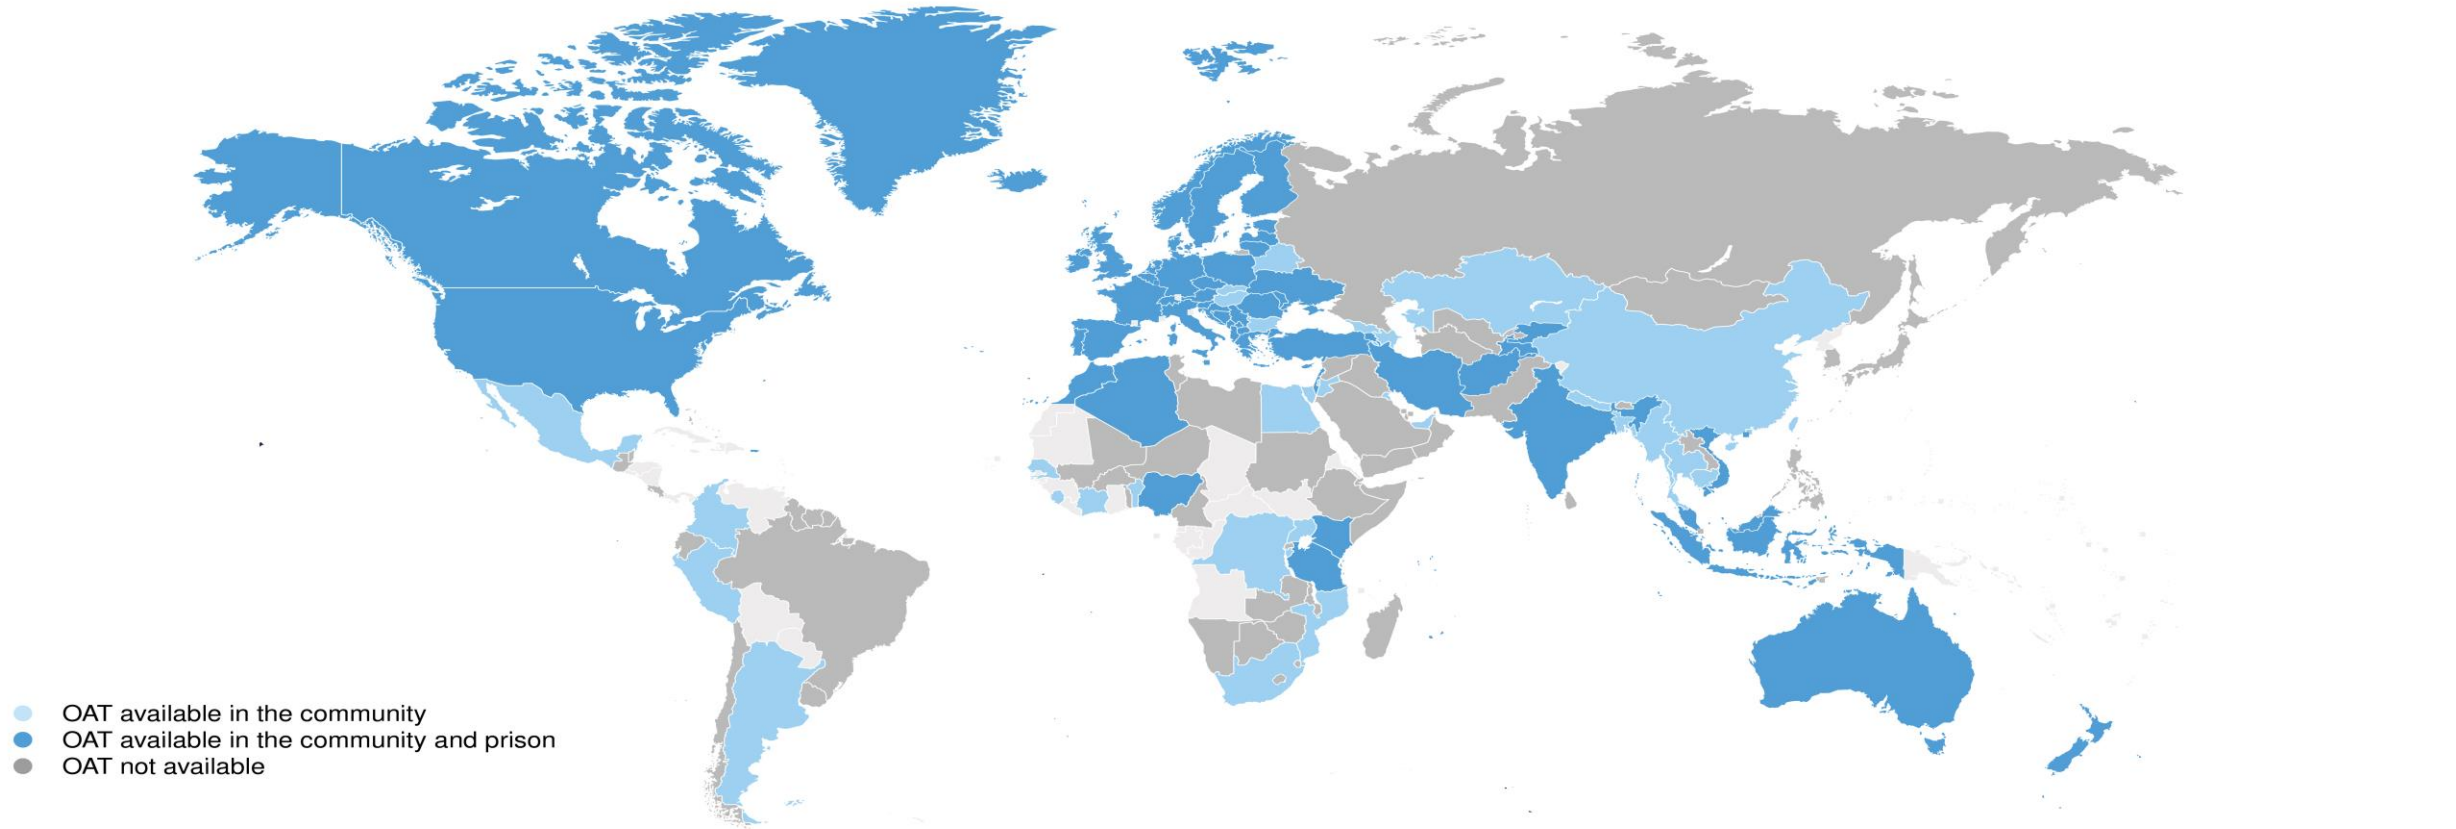 OAT available in the community
OAT available in the community and prison
OAT not available